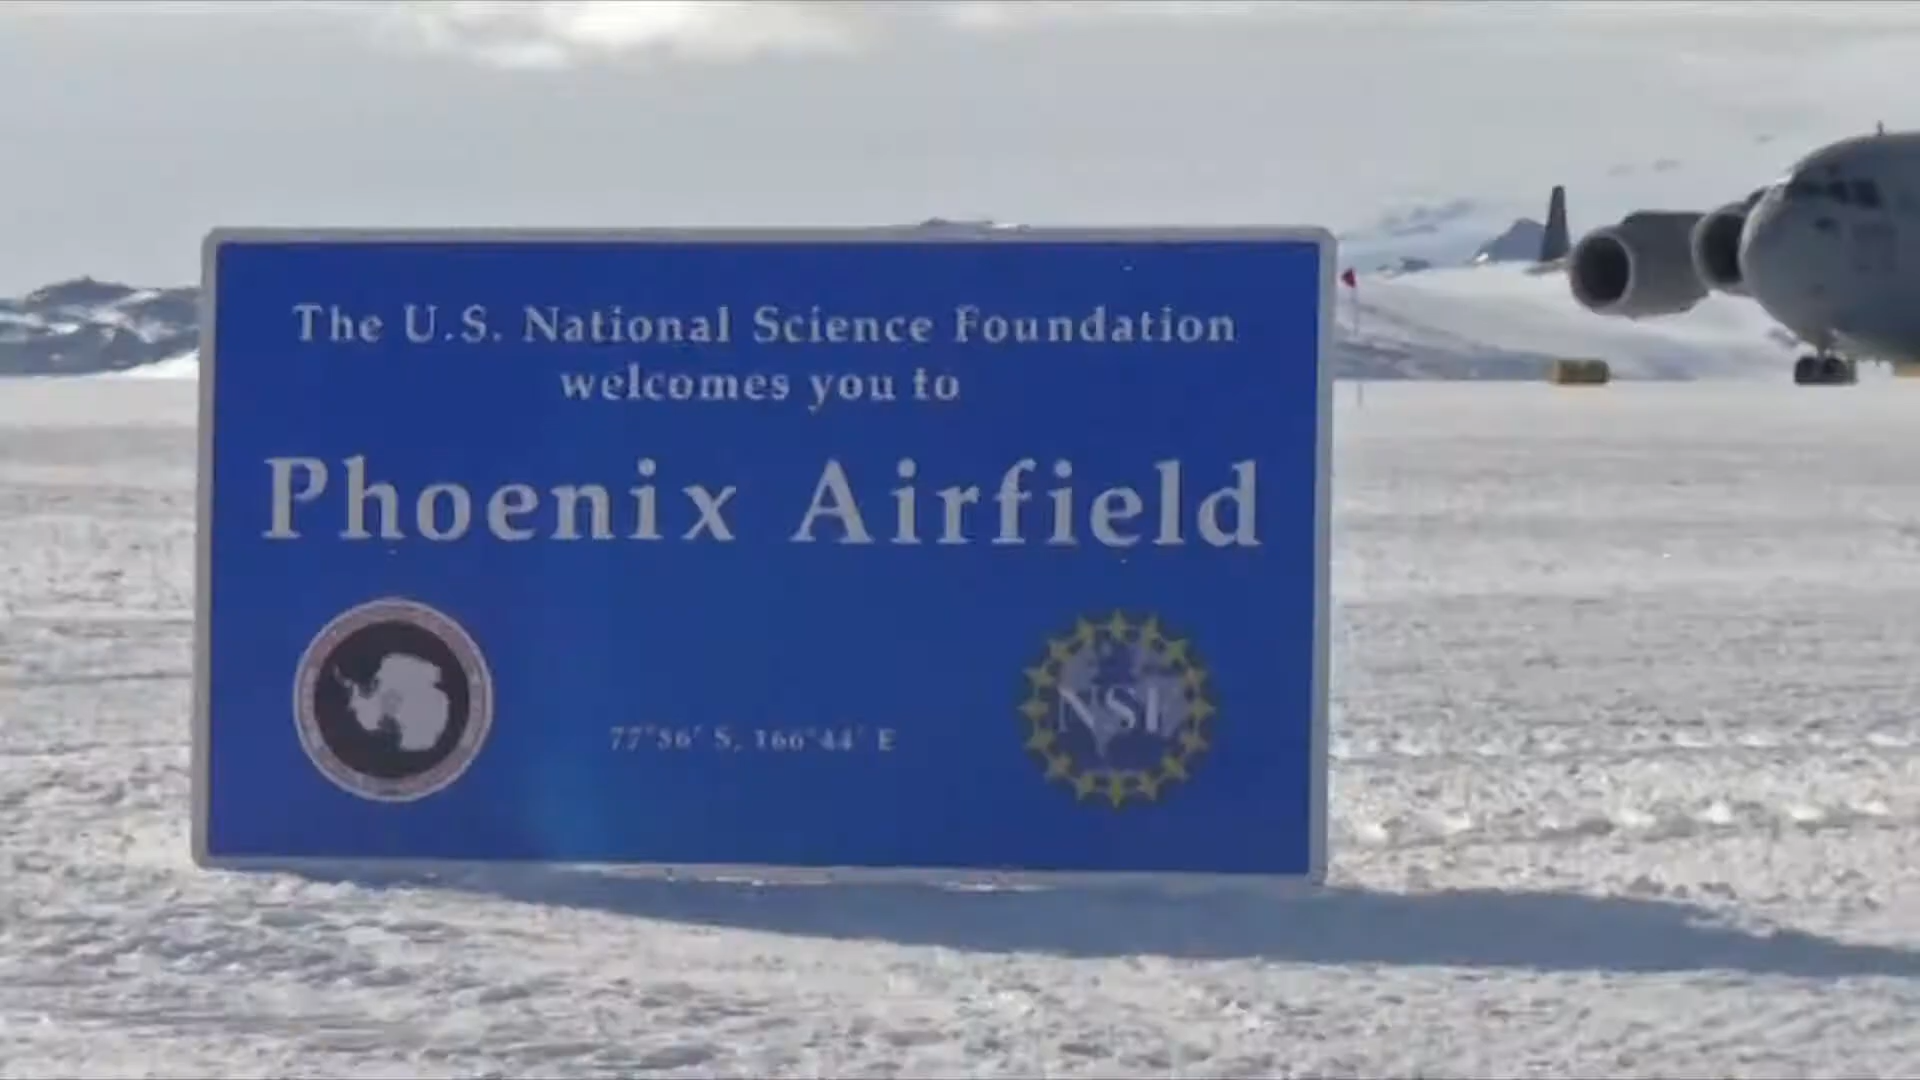 The U.S. National Science Foundation
welcomes you to
Phoenix Airfield
77°56' S, 166°44' E
NSF